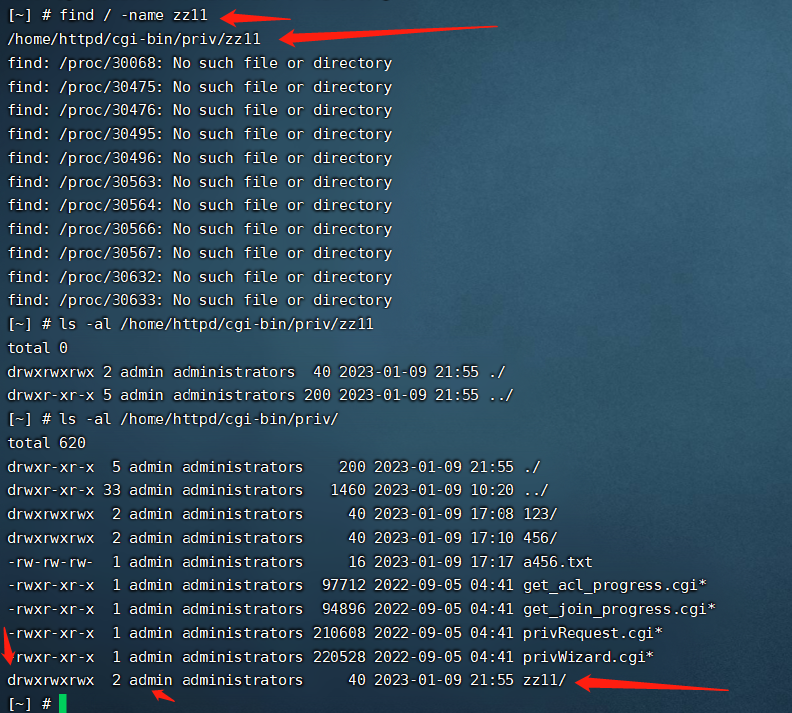 [~] # find / -name zz11
/home/httpd/cgi-bin/priv/zz11
find: /proc/30068: No such file or directory
find: /proc/30475: No such file or directory
find: /proc/30476: No such file or directory
find: /proc/30495: No such file or directory
find: /proc/30496: No such file or directory
find: /proc/30563: No such file or directory
find: /proc/30564: No such file or directory
find: /proc/30566: No such file or directory
find: /proc/30567: No such file or directory
find: /proc/30632: No such file or directory
find: /proc/30633: No such file or directory
[~] # ls -al /home/httpd/cgi-bin/priv/zz11
total 0
drwxrwxrwx 2 admin administrators  40 2023-01-09 21:55 ./
drwxr-xr-x 5 admin administrators 200 2023-01-09 21:55 ../
[~] # ls -al /home/httpd/cgi-bin/priv/
total 620
drwxr-xr-x  5 admin administrators    200 2023-01-09 21:55 ./
drwxr-xr-x 33 admin administrators   1460 2023-01-09 10:20 ../
drwxrwxrwx  2 admin administrators     40 2023-01-09 17:08 123/
drwxrwxrwx  2 admin administrators     40 2023-01-09 17:10 456/
-rw-rw-rw-  1 admin administrators     16 2023-01-09 17:17 a456.txt
-rwxr-xr-x  1 admin administrators  97712 2022-09-05 04:41 get_acl_progress.cgi*
-rwxr-xr-x  1 admin administrators  94896 2022-09-05 04:41 get_join_progress.cgi*
-rwxr-xr-x  1 admin administrators 210608 2022-09-05 04:41 privRequest.cgi*
-rwxr-xr-x  1 admin administrators 220528 2022-09-05 04:41 privWizard.cgi*
drwxrwxrwx  2 admin administrators     40 2023-01-09 21:55 zz11/
[~] #